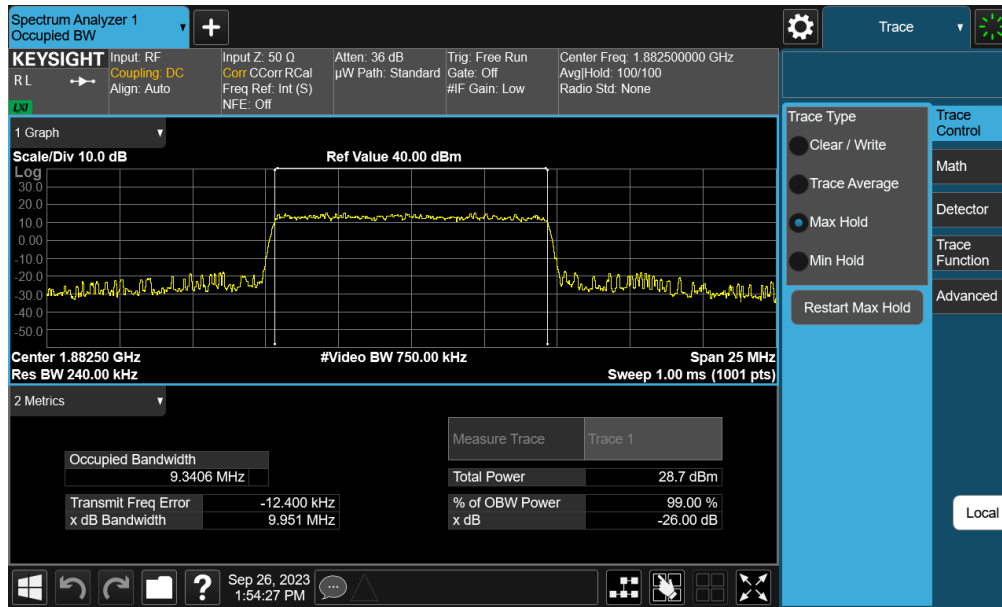 Spectrum Analyzer 1
Occupied BW
Trace
KEYSIGHT
R L
LXI
Input: RF
Coupling: DC
Align: Auto
Input Z: 50 Ω
Corr CCorr RCal
Freq Ref: Int (S)
NFE: Off
Atten: 36 dB
µW Path: Standard
Trig: Free Run
Gate: Off
#IF Gain: Low
Center Freq: 1.882500000 GHz
Avg|Hold: 100/100
Radio Std: None
1 Graph
Scale/Div 10.0 dB
Ref Value 40.00 dBm
Log
30.0
20.0
10.0
0.00
-10.0
-20.0
-30.0
-40.0
-50.0
Center 1.88250 GHz
#Video BW 750.00 kHz
Span 25 MHz
Res BW 240.00 kHz
Sweep 1.00 ms (1001 pts)
2 Metrics
Measure Trace
Trace 1
Occupied Bandwidth
9.3406 MHz
Total Power
28.7 dBm
Transmit Freq Error
-12.400 kHz
% of OBW Power
99.00 %
x dB Bandwidth
9.951 MHz
x dB
-26.00 dB
Trace Type
Clear / Write
Trace Average
Max Hold
Min Hold
Restart Max Hold
Trace
Control
Math
Detector
Trace
Function
Advanced
Local
?
Sep 26, 2023
1:54:27 PM